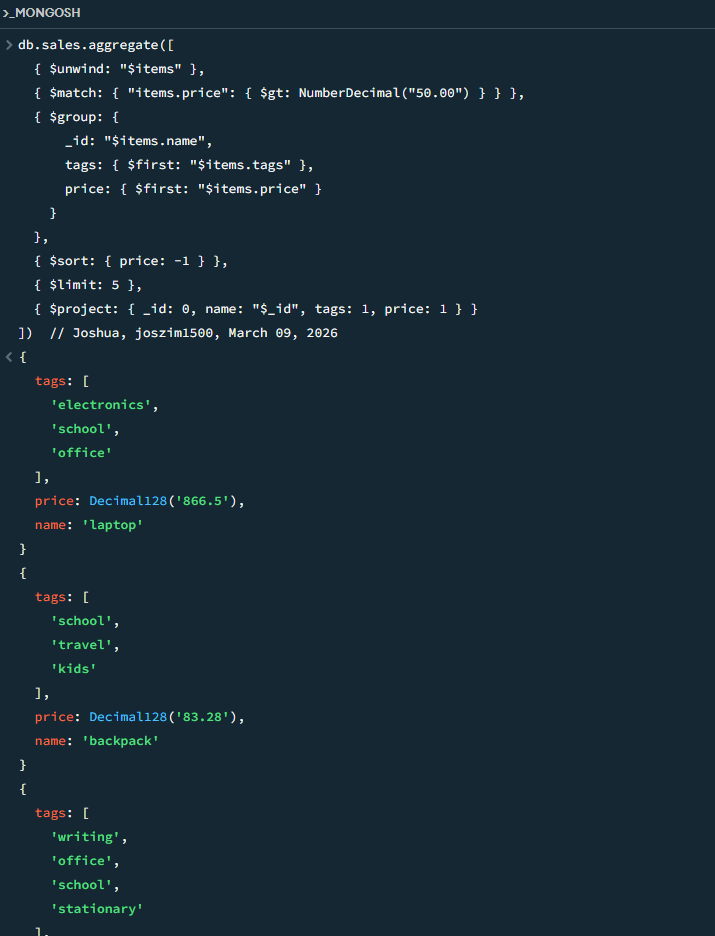 >_MONGOSH
> db.sales.aggregate([
{ $unwind: "$items" },
{ $match: { "items.price": { $gt: NumberDecimal("50.00") } } },
{ $group: {
_id: "$items.name",
tags: { $first: "$items.tags" },
price: { $first: "$items.price" }
}
},
{ $sort: { price: -1 } },
{ $limit: 5 },
{ $project: { _id: 0, name: "$_id", tags: 1, price: 1 } }
])  // Joshua, joszim1500, March 09, 2026
< {
tags: [
'electronics',
'school',
'office'
],
price: Decimal128('866.5'),
name: 'laptop'
}
{
tags: [
'school',
'travel',
'kids'
],
price: Decimal128('83.28'),
name: 'backpack'
}
{
tags: [
'writing',
'office',
'school',
'stationary'
],